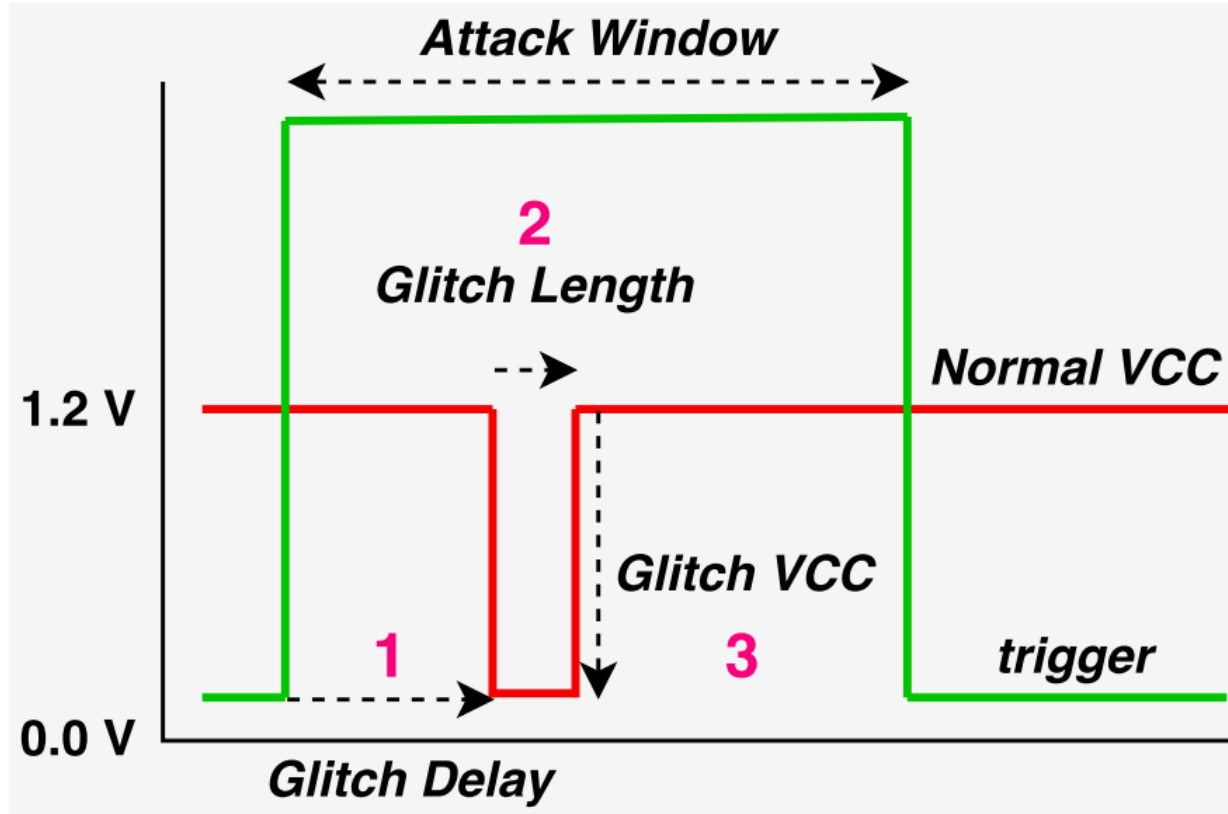 Attack Window
2
Glitch Length
Normal VCC
1.2 V
Glitch VCC
1
3
trigger
0.0 V
Glitch Delay